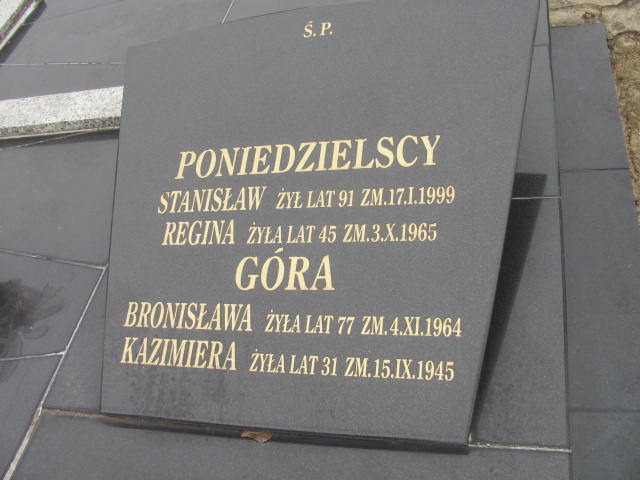 Ś.P.
PONIEDZIELSCY
STANISŁAW ŻYŁ LAT 91 ZM.17.I.1999
REGINA ŻYŁA LAT 45 ZM.3.X.1965
GÓRA
BRONISŁAWA ŻYŁA LAT 77 ZM.4.XI.1964
KAZIMIERA ŻYŁA LAT 31 ZM.15.IX.1945